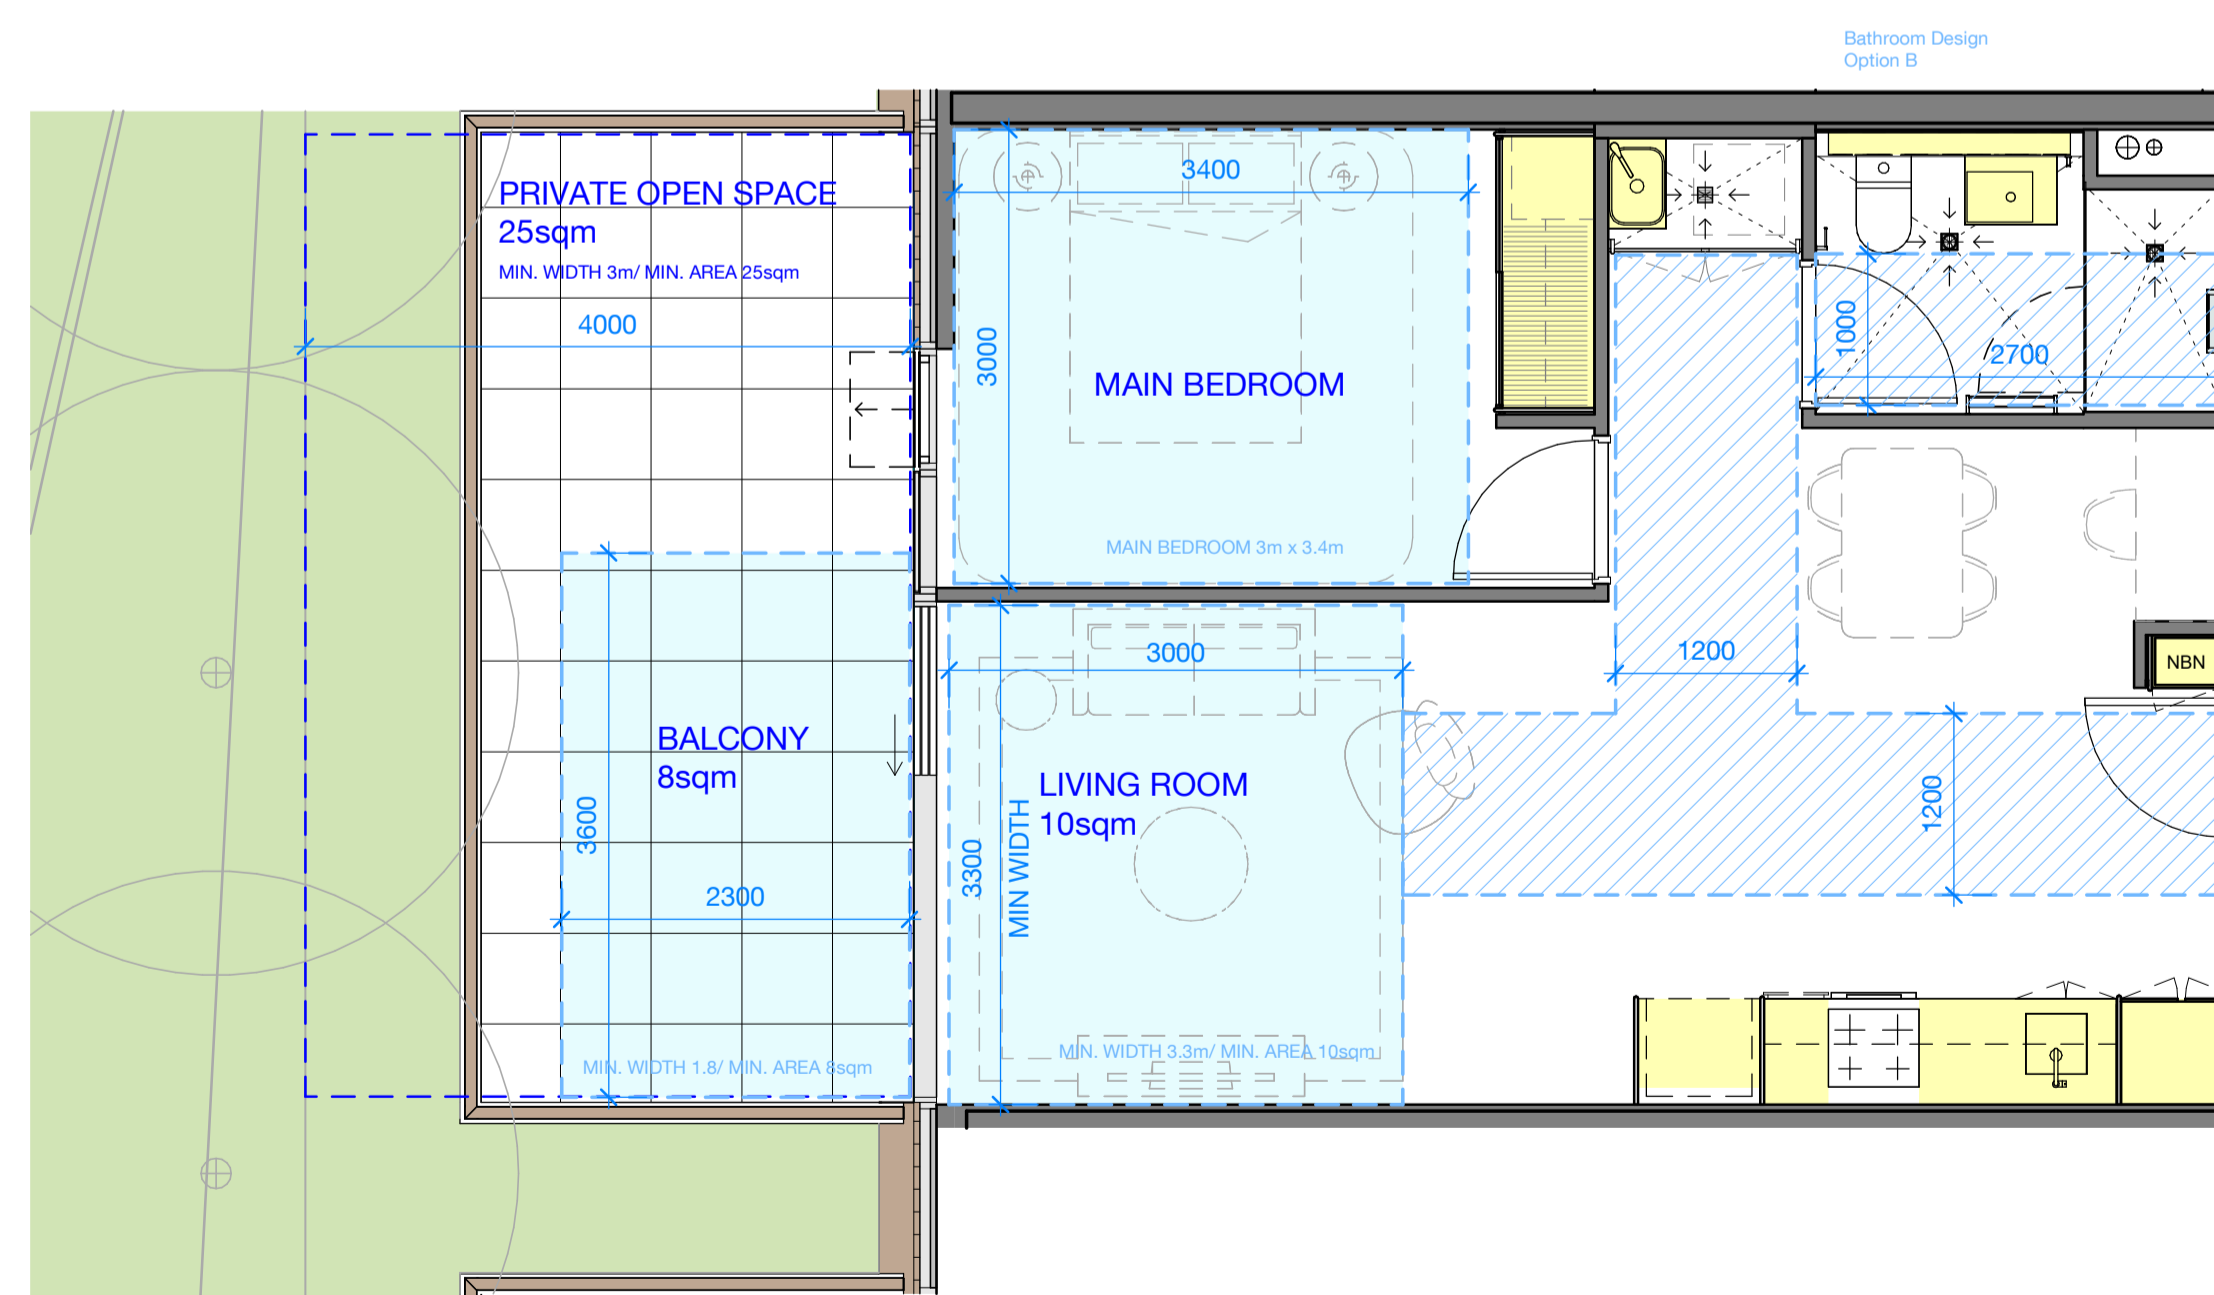 Bathroom Design
Option B
PRIVATE OPEN SPACE
25sqm
MIN. WIDTH 3m/ MIN. AREA 25sqm
4000
3400
3000
MAIN BEDROOM
MAIN BEDROOM 3m x 3.4m
1000
2700
BALCONY
8sqm
3600
2300
MIN. WIDTH 1.8/ MIN. AREA 8sqm
3000
LIVING ROOM
10sqm
3300
MIN WIDTH
MIN. WIDTH 3.3m/ MIN. AREA 10sqm
1200
1200
NBN